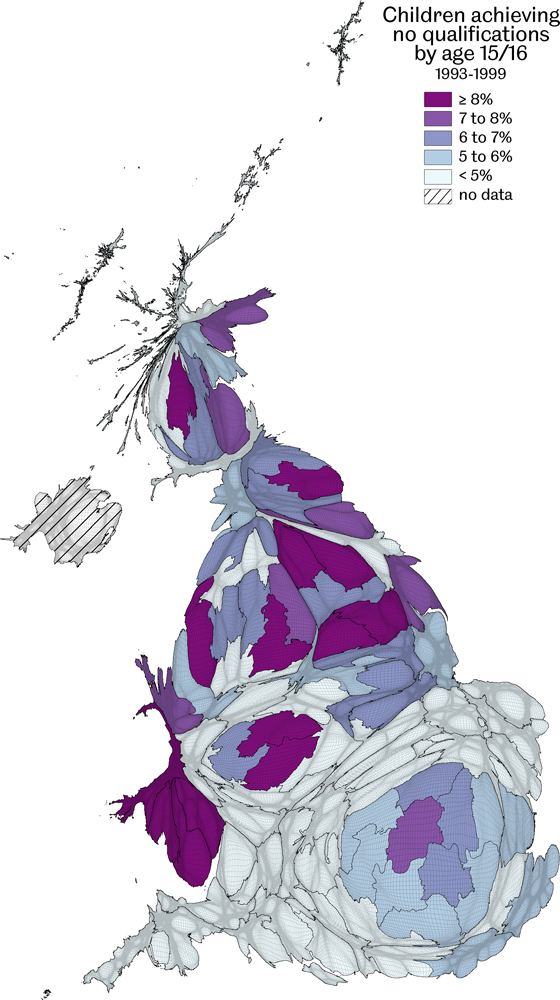 Children achieving
no qualifications
by age 15/16
1993-1999
≥ 8%
7 to 8%
6 to 7%
5 to 6%
< 5%
no data